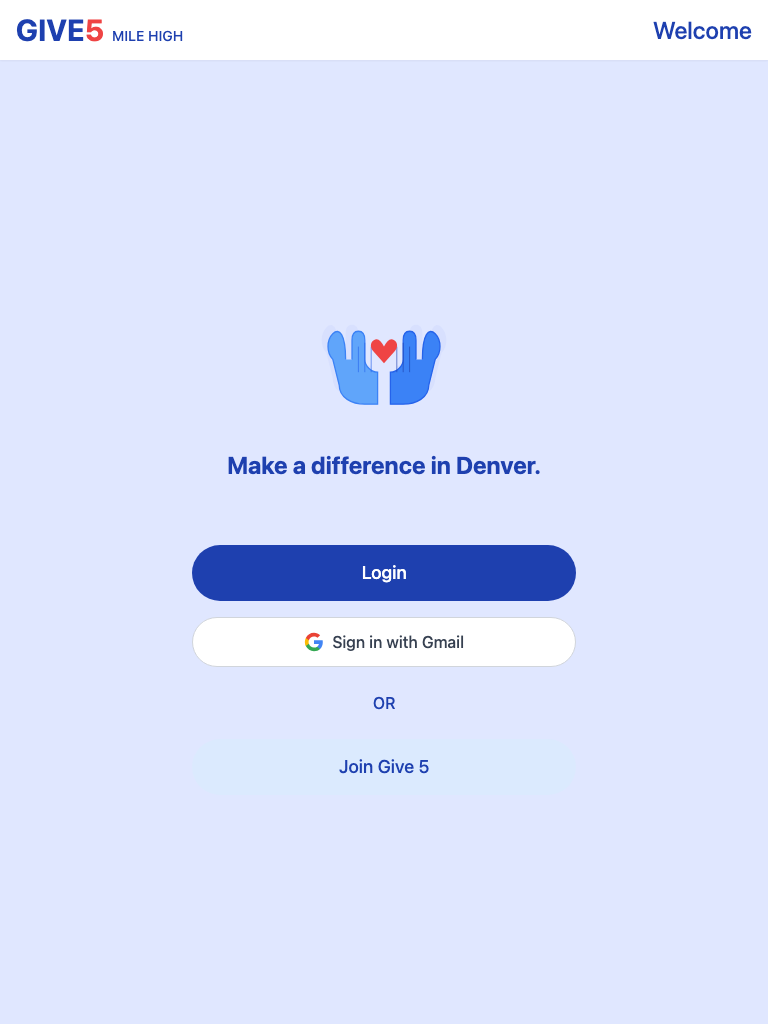 GIVE5 MILE HIGH
Welcome
Make a difference in Denver.
Login
Sign in with Gmail
OR
Join Give 5